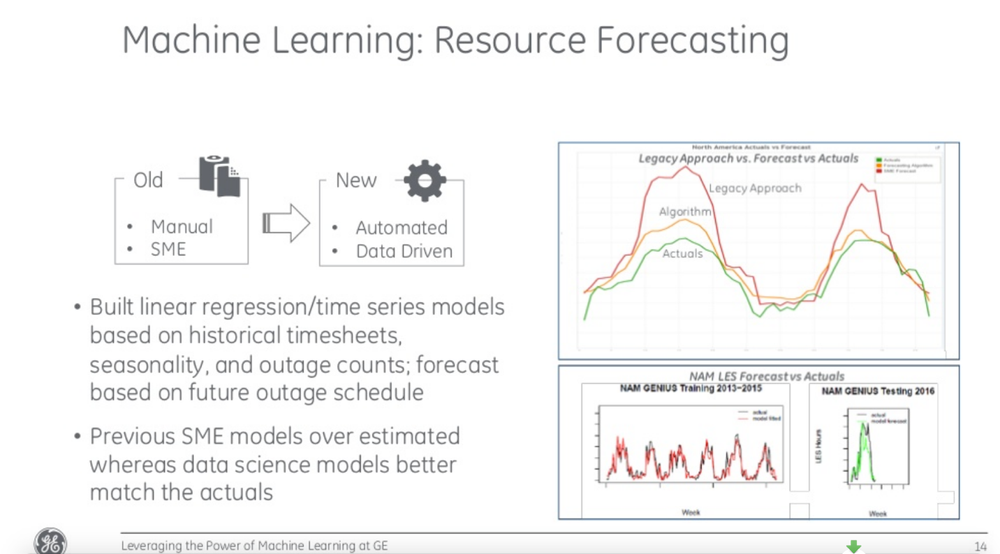 Machine Learning: Resource Forecasting
Old
• Manual
• SME
New
• Automated
• Data Driven
• Built linear regression/time series models
based on historical timesheets,
seasonality, and outage counts; forecast
based on future outage schedule
• Previous SME models over estimated
whereas data science models better
match the actuals
North America Actuals vs Forecast
Legacy Approach vs. Forecast vs Actuals
Actuals
Forecasting Algorithm
SME Forecast
Legacy Approach
Algorithm
Actuals
NAM LES Forecast vs Actuals
NAM GENIUS Training 2013-2015
actual
model fitted
Week
NAM GENIUS Testing 2016
actual
model forecast
LES Hours
Week
GE
Leveraging the Power of Machine Learning at GE
14